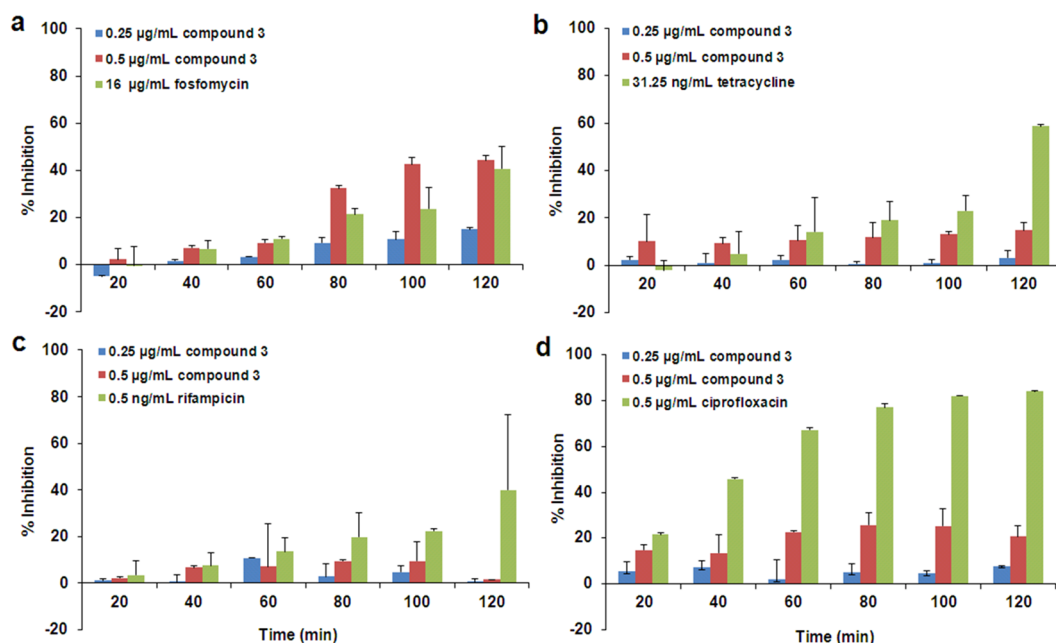 a
100
80
60
40
20
0
-20
% Inhibition
0.25 µg/mL compound 3
0.5 µg/mL compound 3
16 µg/mL fosfomycin
20 40 60 80 100 120
b
100
80
60
40
20
0
-20
% Inhibition
0.25 µg/mL compound 3
0.5 µg/mL compound 3
31.25 ng/mL tetracycline
20 40 60 80 100 120
c
100
80
60
40
20
0
-20
% Inhibition
0.25 µg/mL compound 3
0.5 µg/mL compound 3
0.5 ng/mL rifampicin
20 40 60 80 100 120
Time (min)
d
100
80
60
40
20
0
-20
% Inhibition
0.25 µg/mL compound 3
0.5 µg/mL compound 3
0.5 µg/mL ciprofloxacin
20 40 60 80 100 120
Time (min)